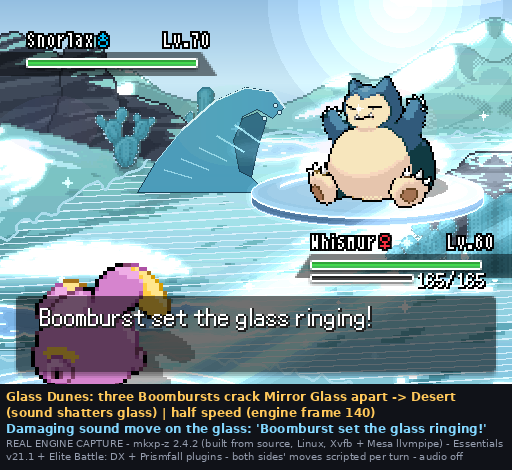 Snorlax♂ Lv.70
Whismur♀ Lv.80
185/185
Boomburst set the glass ringing!
Glass Dunes: three Boombursts crack Mirror Glass apart -> Desert
(sound shatters glass) | half speed (engine frame 140)
Damaging sound move on the glass: 'Boomburst set the glass ringing!'
REAL ENGINE CAPTURE - mkxp-z 2.4.2 (built from source, Linux, Xvfb + Mesa llvmpipe) - Essentials
v21.1 + Elite Battle: DX + Prismfall plugins - both sides' moves scripted per turn - audio off